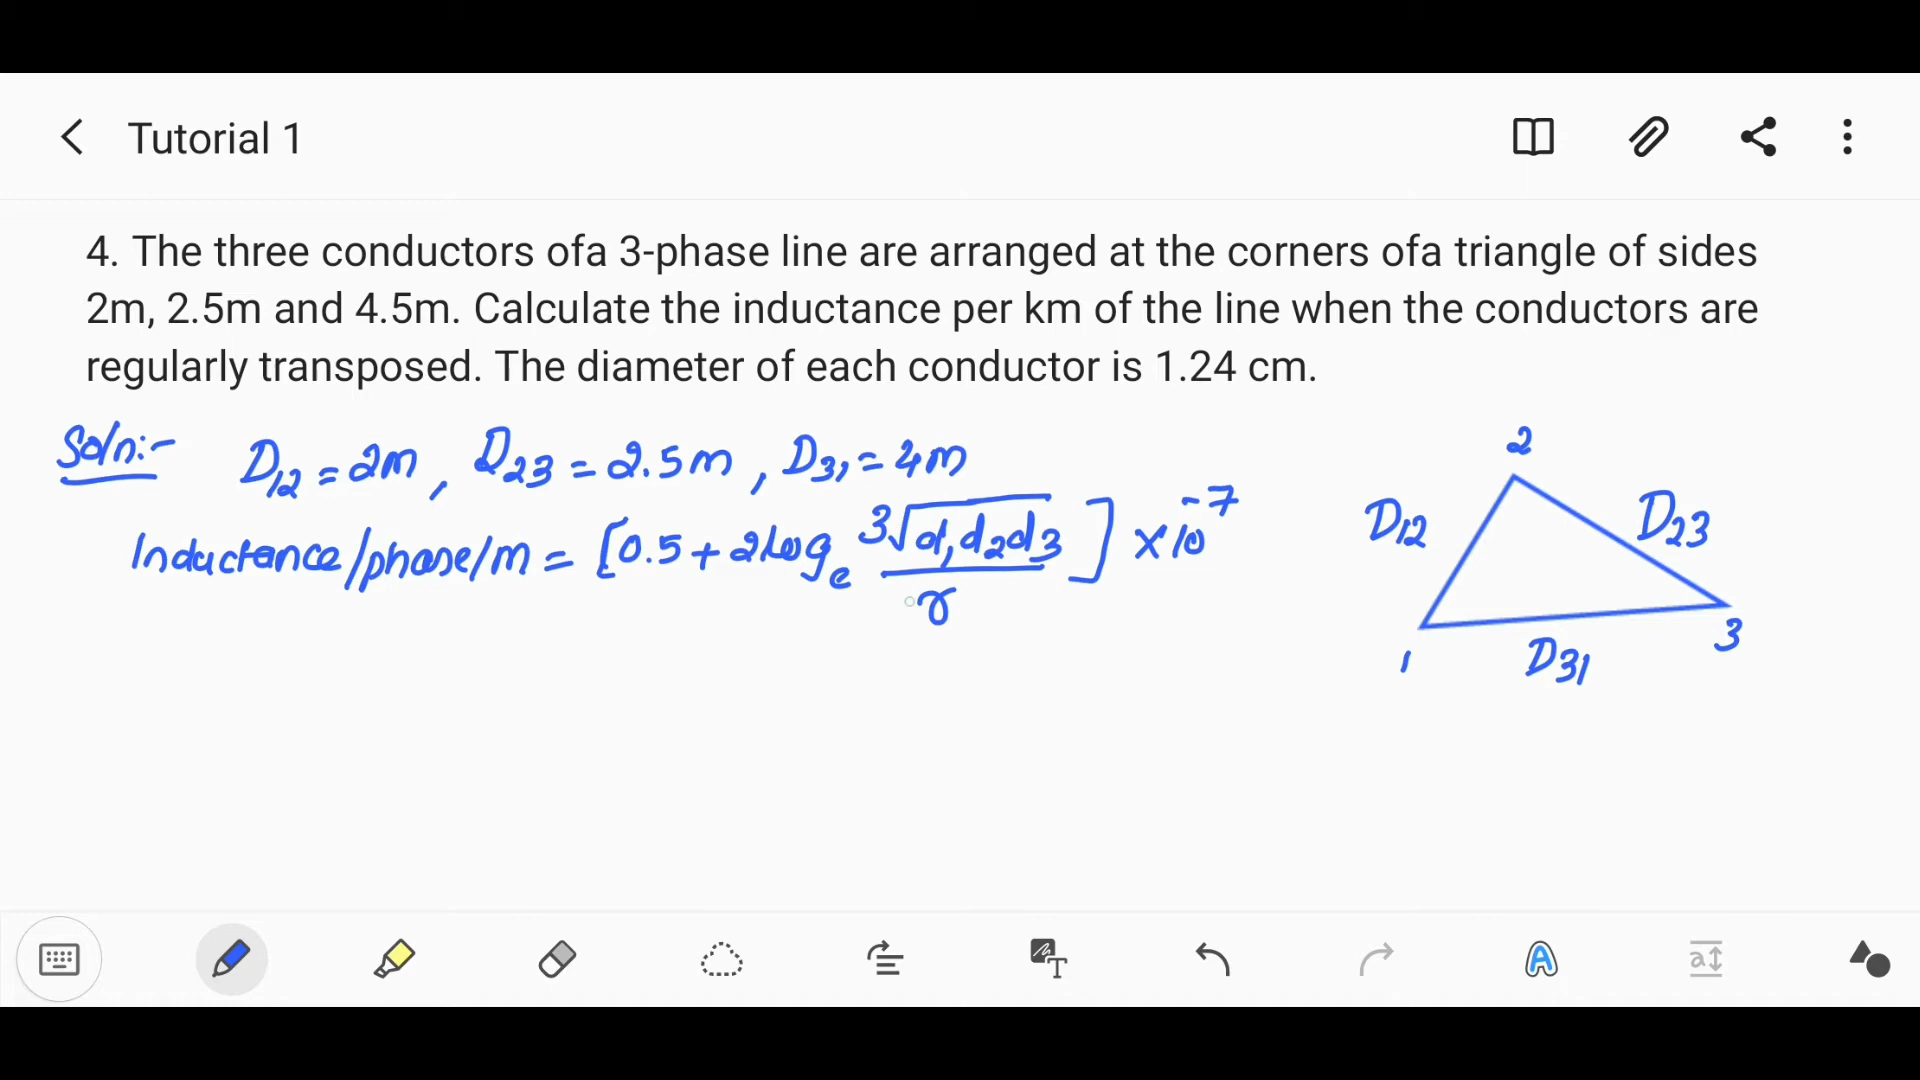 Tutorial 1
4. The three conductors ofa 3-phase line are arranged at the corners ofa triangle of sides
2m, 2.5m and 4.5m. Calculate the inductance per km of the line when the conductors are
regularly transposed. The diameter of each conductor is 1.24 cm.
Soln:-
D12 = 2m, D23 = 2.5m, D31 = 4m
Inductance/phase/m = [0.5 + 2loge 3√d1d2d3 / r] × 10^-7
2
D12
D23
1
D31
3